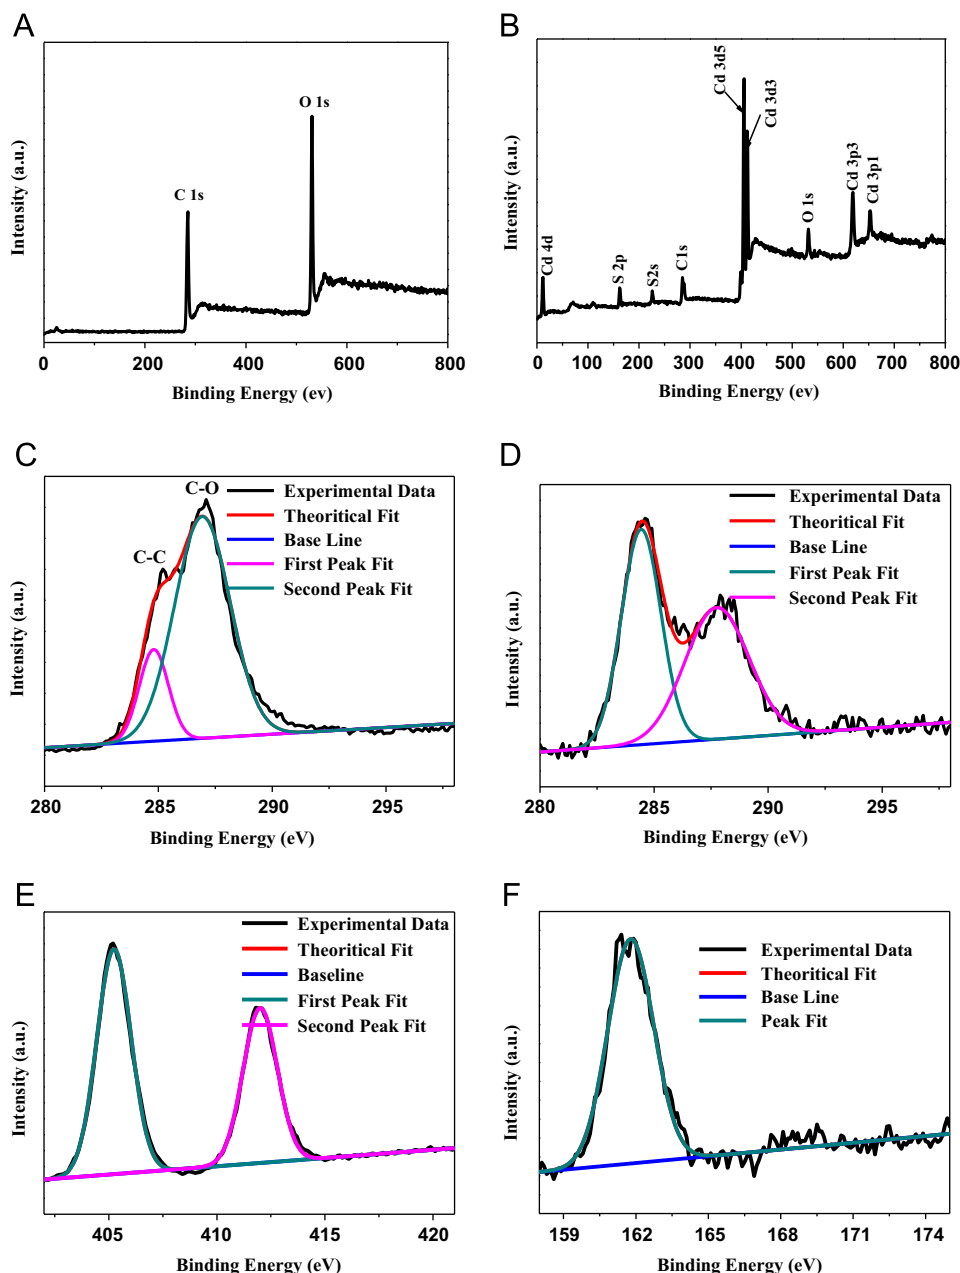 A
Intensity (a.u.)
C 1s
O 1s
0 200 400 600 800
Binding Energy (ev)
B
Intensity (a.u.)
Cd 4d
S 2p
S2s
C1s
Cd 3d5
Cd 3d3
O 1s
Cd 3p3
Cd 3p1
0 100 200 300 400 500 600 700 800
Binding Energy (eV)
C
Intensity (a.u.)
C-C
C-O
Experimental Data
Theoritical Fit
Base Line
First Peak Fit
Second Peak Fit
280 285 290 295
Binding Energy (eV)
D
Intensity (a.u.)
Experimental Data
Theoritical Fit
Base Line
First Peak Fit
Second Peak Fit
280 285 290 295
Binding Energy (eV)
E
Intensity (a.u.)
Experimental Data
Theoritical Fit
Baseline
First Peak Fit
Second Peak Fit
405 410 415 420
Binding Energy (eV)
F
Intensity (a.u.)
Experimental Data
Theoritical Fit
Base Line
Peak Fit
159 162 165 168 171 174
Binding Energy (eV)